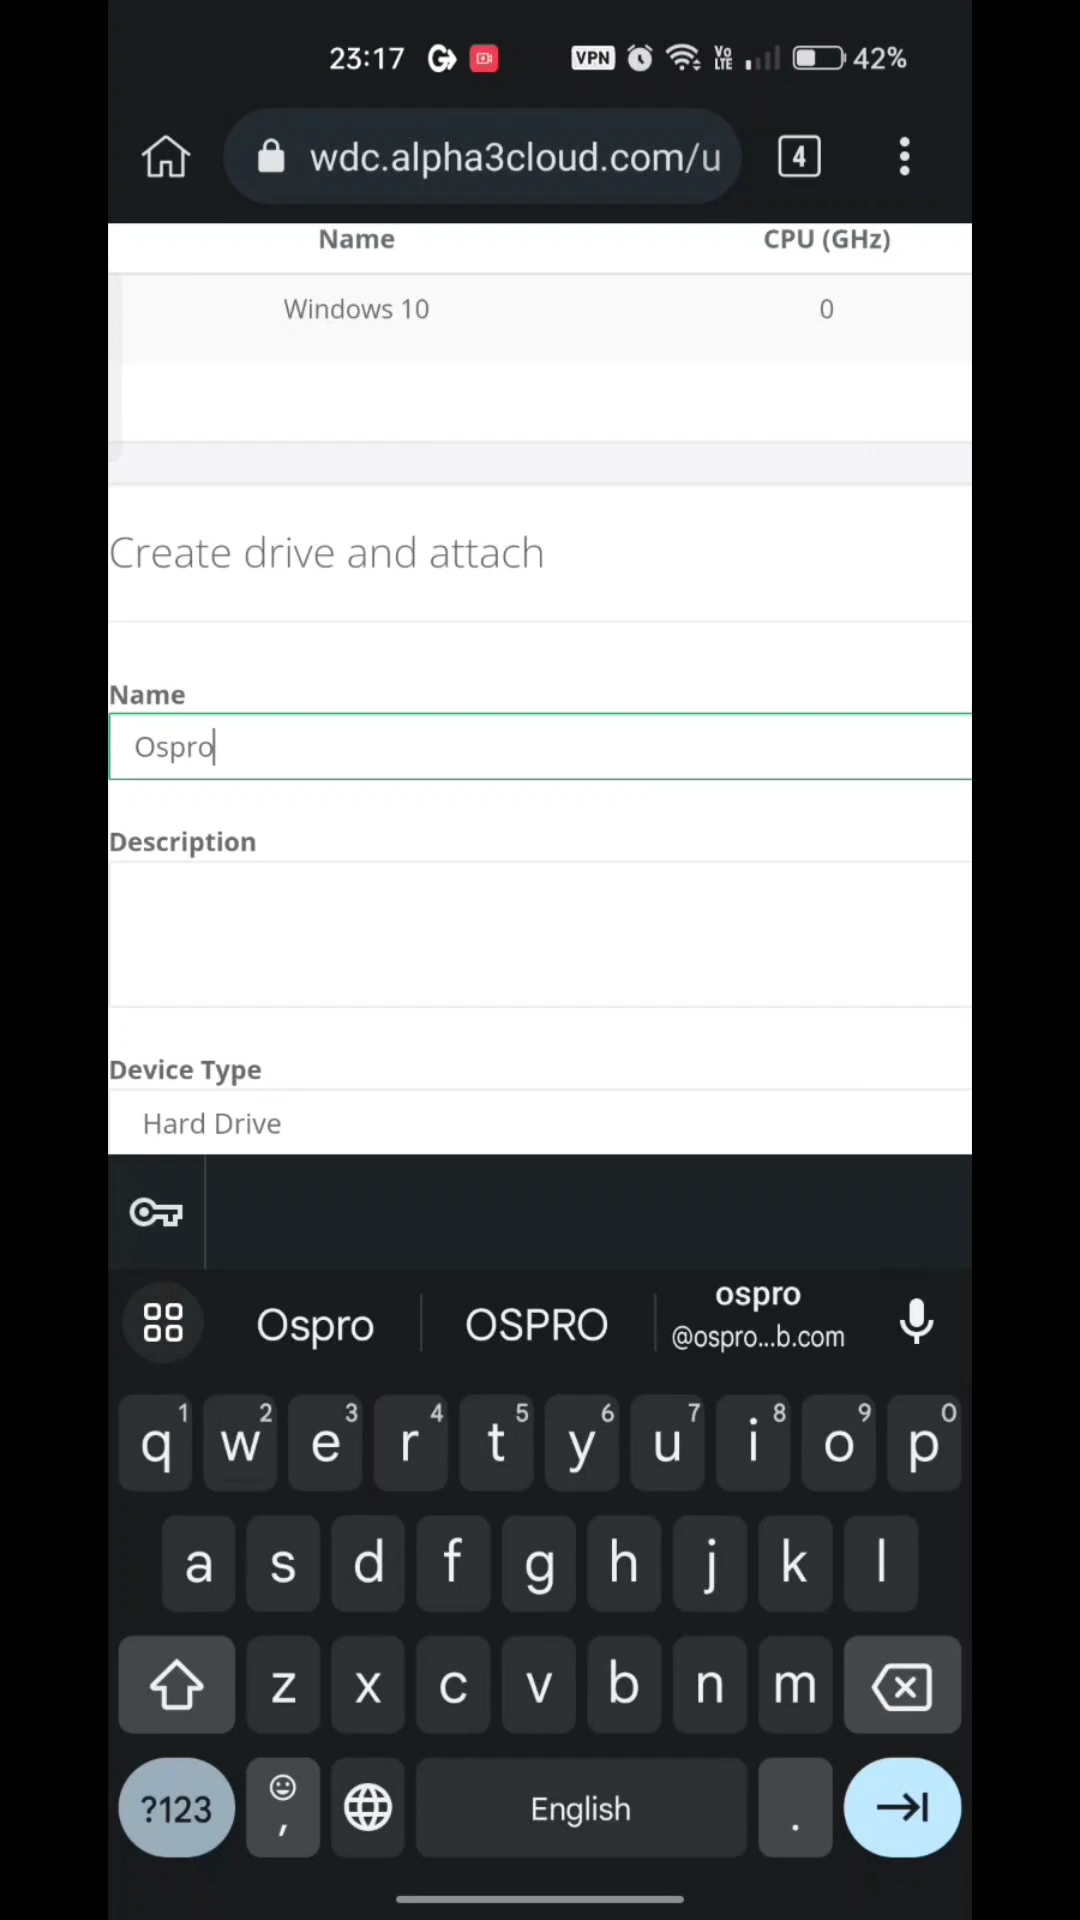 23:17 VPN Vo LTE 42%
wdc.alpha3cloud.com/u 4
Name CPU (GHz)
Windows 10 0
Create drive and attach
Name
Ospro
Description
Device Type
Hard Drive
Ospro OSPRO ospro
@ospro...b.com
1 2 3 4 5 6 7 8 9 0
q w e r t y u i o p
a s d f g h j k l
z x c v b n m
?123 , English .